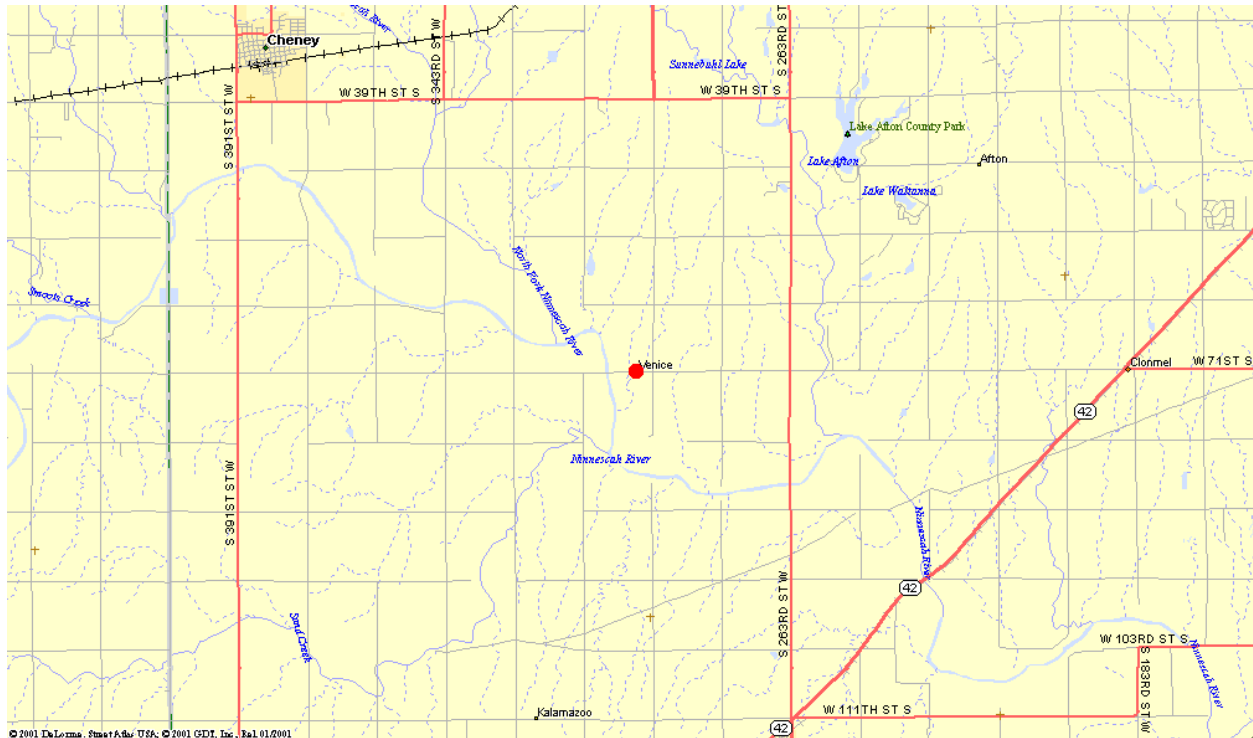 Cheney
River
S 343RD ST W
S 263RD ST W
Sunnebuhl Lake
W 39TH ST S
W 39TH ST S
S 391ST ST W
Lake Afton County Park
Lake Afton
Afton
Lake Waltanna
North Fork Ninnescah River
Smoots Creek
Venice
Clonmel
W 71ST S
42
Ninnescah River
S 391ST ST W
Ninnescah River
42
S 263RD ST W
Sand Creek
W 103RD ST S
S 183RD ST W
Ninnescah River
Kalamazoo
W 111TH ST S
42
© 2001 DeLorme. Street Atlas USA; © 2001 GDT, Inc., Rel. 01/2001